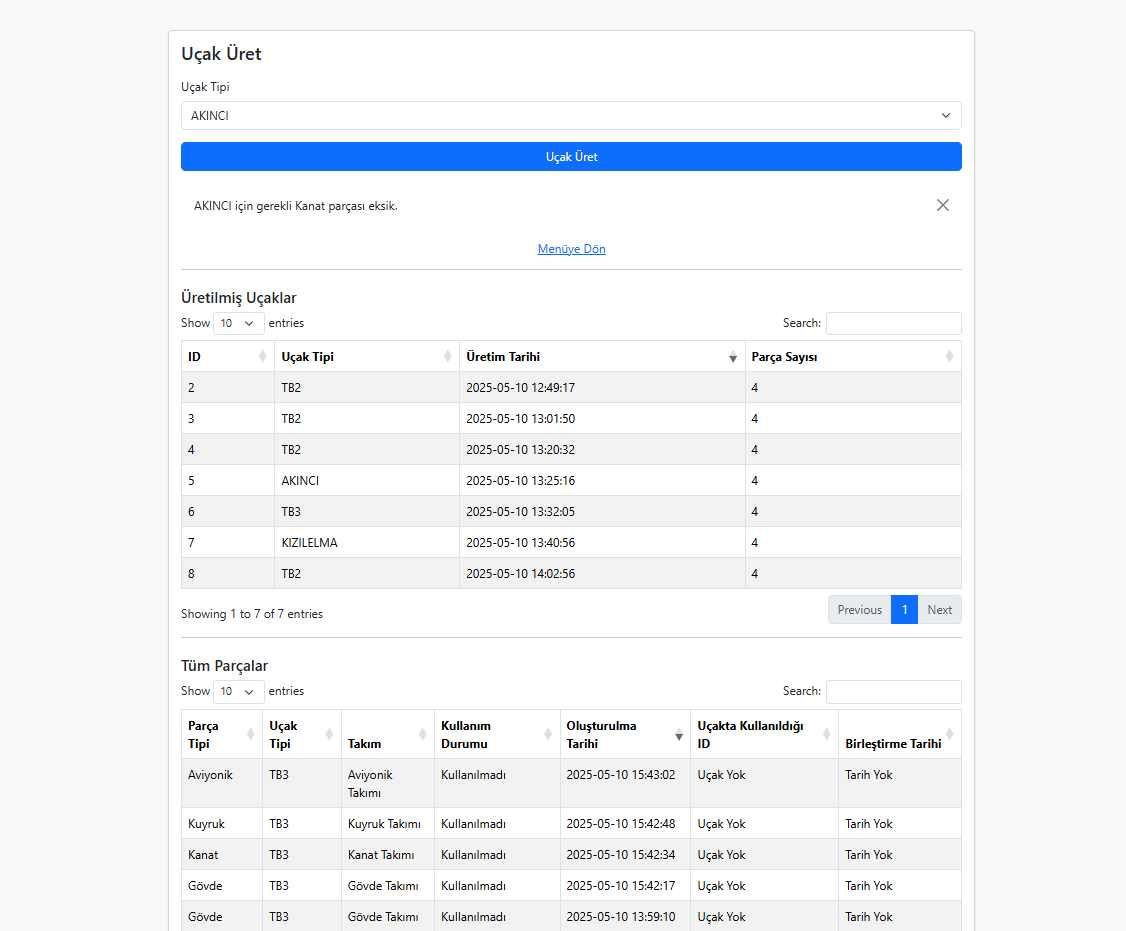 Uçak Üret
Uçak Tipi
AKINCI
Uçak Üret
AKINCI için gerekli Kanat parçası eksik.
Menüye Dön
Üretilmiş Uçaklar
Show 10 entries Search:
ID Uçak Tipi Üretim Tarihi Parça Sayısı
2 TB2 2025-05-10 12:49:17 4
3 TB2 2025-05-10 13:01:50 4
4 TB2 2025-05-10 13:20:32 4
5 AKINCI 2025-05-10 13:25:16 4
6 TB3 2025-05-10 13:32:05 4
7 KIZILELMA 2025-05-10 13:40:56 4
8 TB2 2025-05-10 14:02:56 4
Showing 1 to 7 of 7 entries Previous 1 Next
Tüm Parçalar
Show 10 entries Search:
Parça Uçak Kullanım Oluşturulma Uçakta Kullanıldığı
Tipi Tipi Takım Durumu Tarihi ID Birleştirme Tarihi
Aviyonik TB3 Aviyonik Kullanılmadı 2025-05-10 15:43:02 Uçak Yok Tarih Yok
Takımı
Kuyruk TB3 Kuyruk Takımı Kullanılmadı 2025-05-10 15:42:48 Uçak Yok Tarih Yok
Kanat TB3 Kanat Takımı Kullanılmadı 2025-05-10 15:42:34 Uçak Yok Tarih Yok
Gövde TB3 Gövde Takımı Kullanılmadı 2025-05-10 15:42:17 Uçak Yok Tarih Yok
Gövde TB3 Gövde Takımı Kullanılmadı 2025-05-10 13:59:10 Uçak Yok Tarih Yok